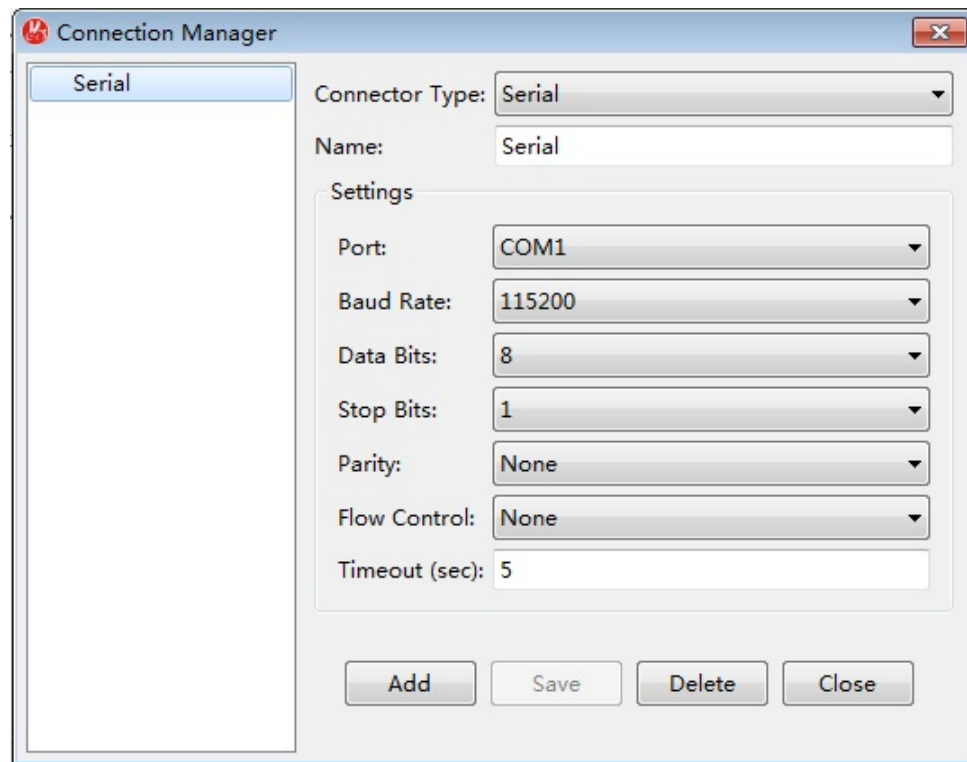 Connection Manager
Serial
Connector Type: Serial
Name: Serial
Settings
Port: COM1
Baud Rate: 115200
Data Bits: 8
Stop Bits: 1
Parity: None
Flow Control: None
Timeout (sec): 5
Add Save Delete Close